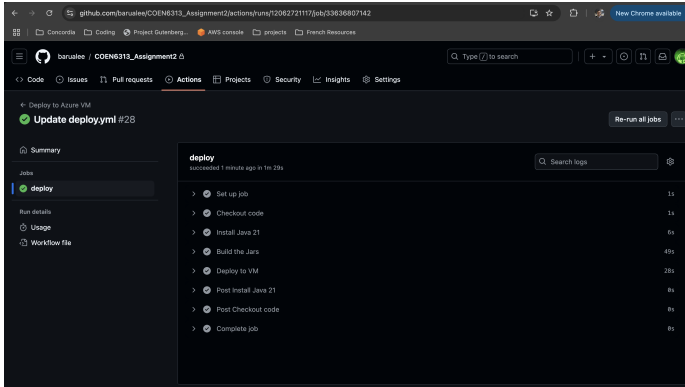 github.com/barualee/COEN6313_Assignment2/actions/runs/12062721117/job/33636807142
New Chrome available
Concordia Coding Project Gutenberg... AWS console projects French Resources
barualee / COEN6313_Assignment2
Type / to search
Code Issues Pull requests Actions Projects Security Insights Settings
← Deploy to Azure VM
Update deploy.yml #28
Re-run all jobs
Summary
Jobs
deploy
Run details
Usage
Workflow file
deploy
succeeded 1 minute ago in 1m 29s
Search logs
Set up job 1s
Checkout code 1s
Install Java 21 6s
Build the Jars 49s
Deploy to VM 28s
Post Install Java 21 0s
Post Checkout code 0s
Complete job 0s